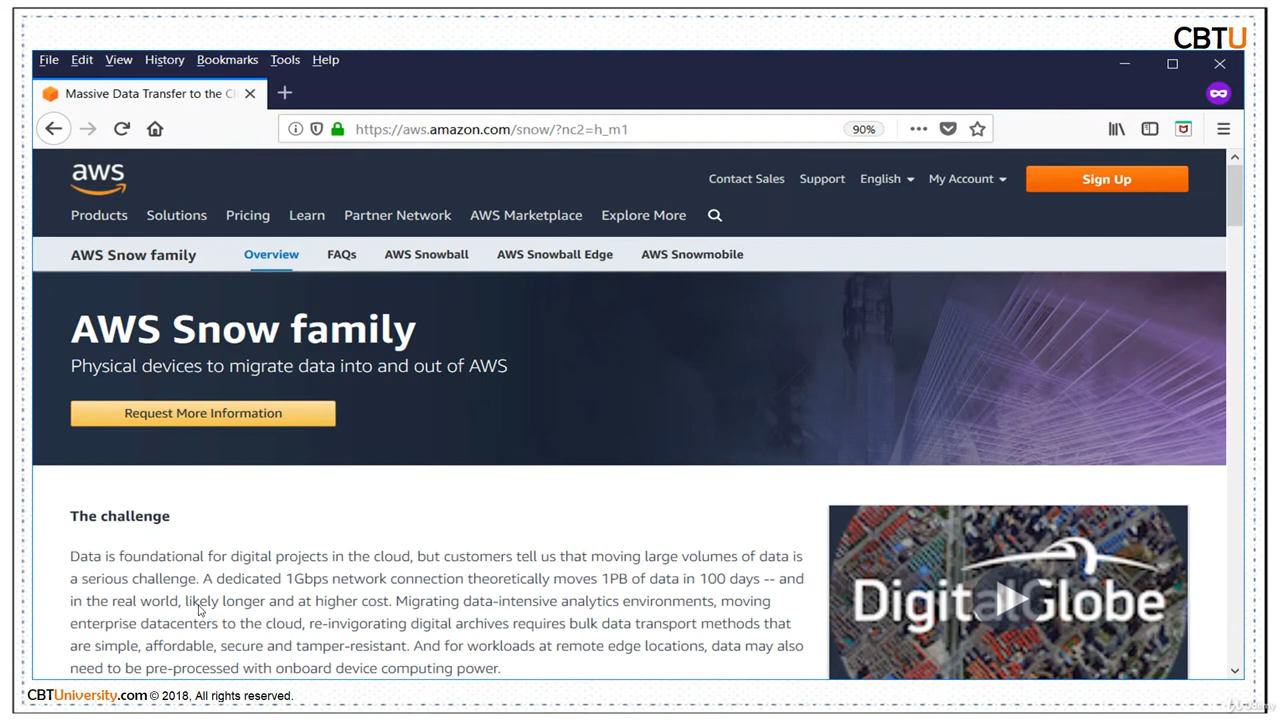 CBTU
File Edit View History Bookmarks Tools Help
Massive Data Transfer to the C
https://aws.amazon.com/snow/?nc2=h_m1 90%
aws
Contact Sales Support English My Account Sign Up
Products Solutions Pricing Learn Partner Network AWS Marketplace Explore More
AWS Snow family Overview FAQs AWS Snowball AWS Snowball Edge AWS Snowmobile
AWS Snow family
Physical devices to migrate data into and out of AWS
Request More Information
The challenge
Data is foundational for digital projects in the cloud, but customers tell us that moving large volumes of data is
a serious challenge. A dedicated 1Gbps network connection theoretically moves 1PB of data in 100 days -- and
in the real world, likely longer and at higher cost. Migrating data-intensive analytics environments, moving
enterprise datacenters to the cloud, re-invigorating digital archives requires bulk data transport methods that
are simple, affordable, secure and tamper-resistant. And for workloads at remote edge locations, data may also
need to be pre-processed with onboard device computing power.
DigitalGlobe
CBTUniversity.com © 2018, All rights reserved.